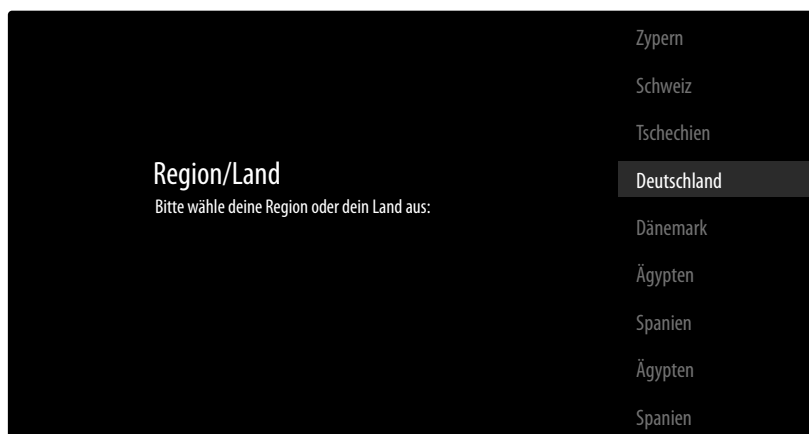 Region/Land
Bitte wähle deine Region oder dein Land aus:
Zypern
Schweiz
Tschechien
Deutschland
Dänemark
Ägypten
Spanien
Ägypten
Spanien